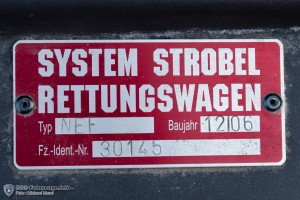 SYSTEM STROBEL
RETTUNGSWAGEN
Typ NEF Baujahr 12/06
Fz.-Ident.-Nr. 30145